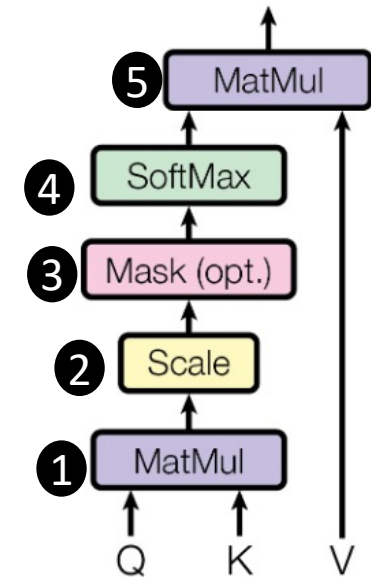 5 MatMul
4 SoftMax
3 Mask (opt.)
2 Scale
1 MatMul
Q K V